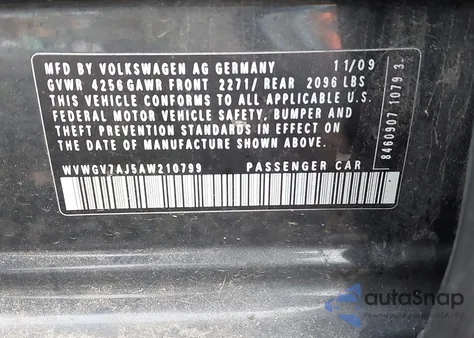 MFD BY VOLKSWAGEN AG GERMANY 11/09
GVWR 4256 GAWR FRONT 2271/ REAR 2096 LBS
THIS VEHICLE CONFORMS TO ALL APPLICABLE U.S.
FEDERAL MOTOR VEHICLE SAFETY, BUMPER AND
THEFT PREVENTION STANDARDS IN EFFECT ON
THE DATE OF MANUFACTURE SHOWN ABOVE.
WVWGV7AJ5AW210799 PASSENGER CAR
8460907 1079 3
autoSnap